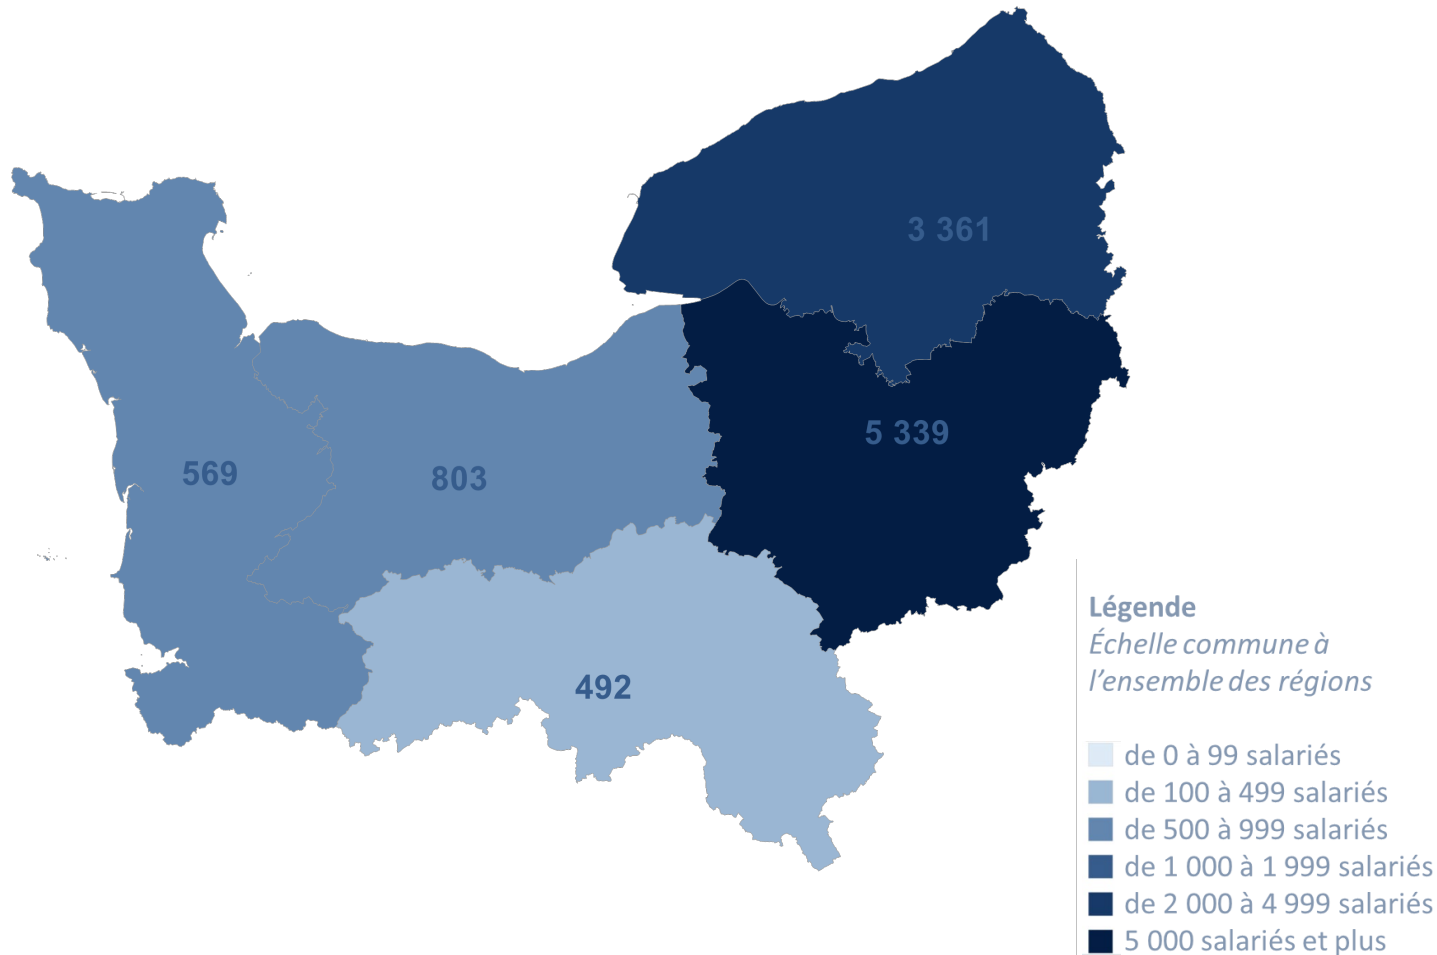 3 361
5 339
569
803
492
Légende
Échelle commune à
l’ensemble des régions
de 0 à 99 salariés
de 100 à 499 salariés
de 500 à 999 salariés
de 1 000 à 1 999 salariés
de 2 000 à 4 999 salariés
5 000 salariés et plus